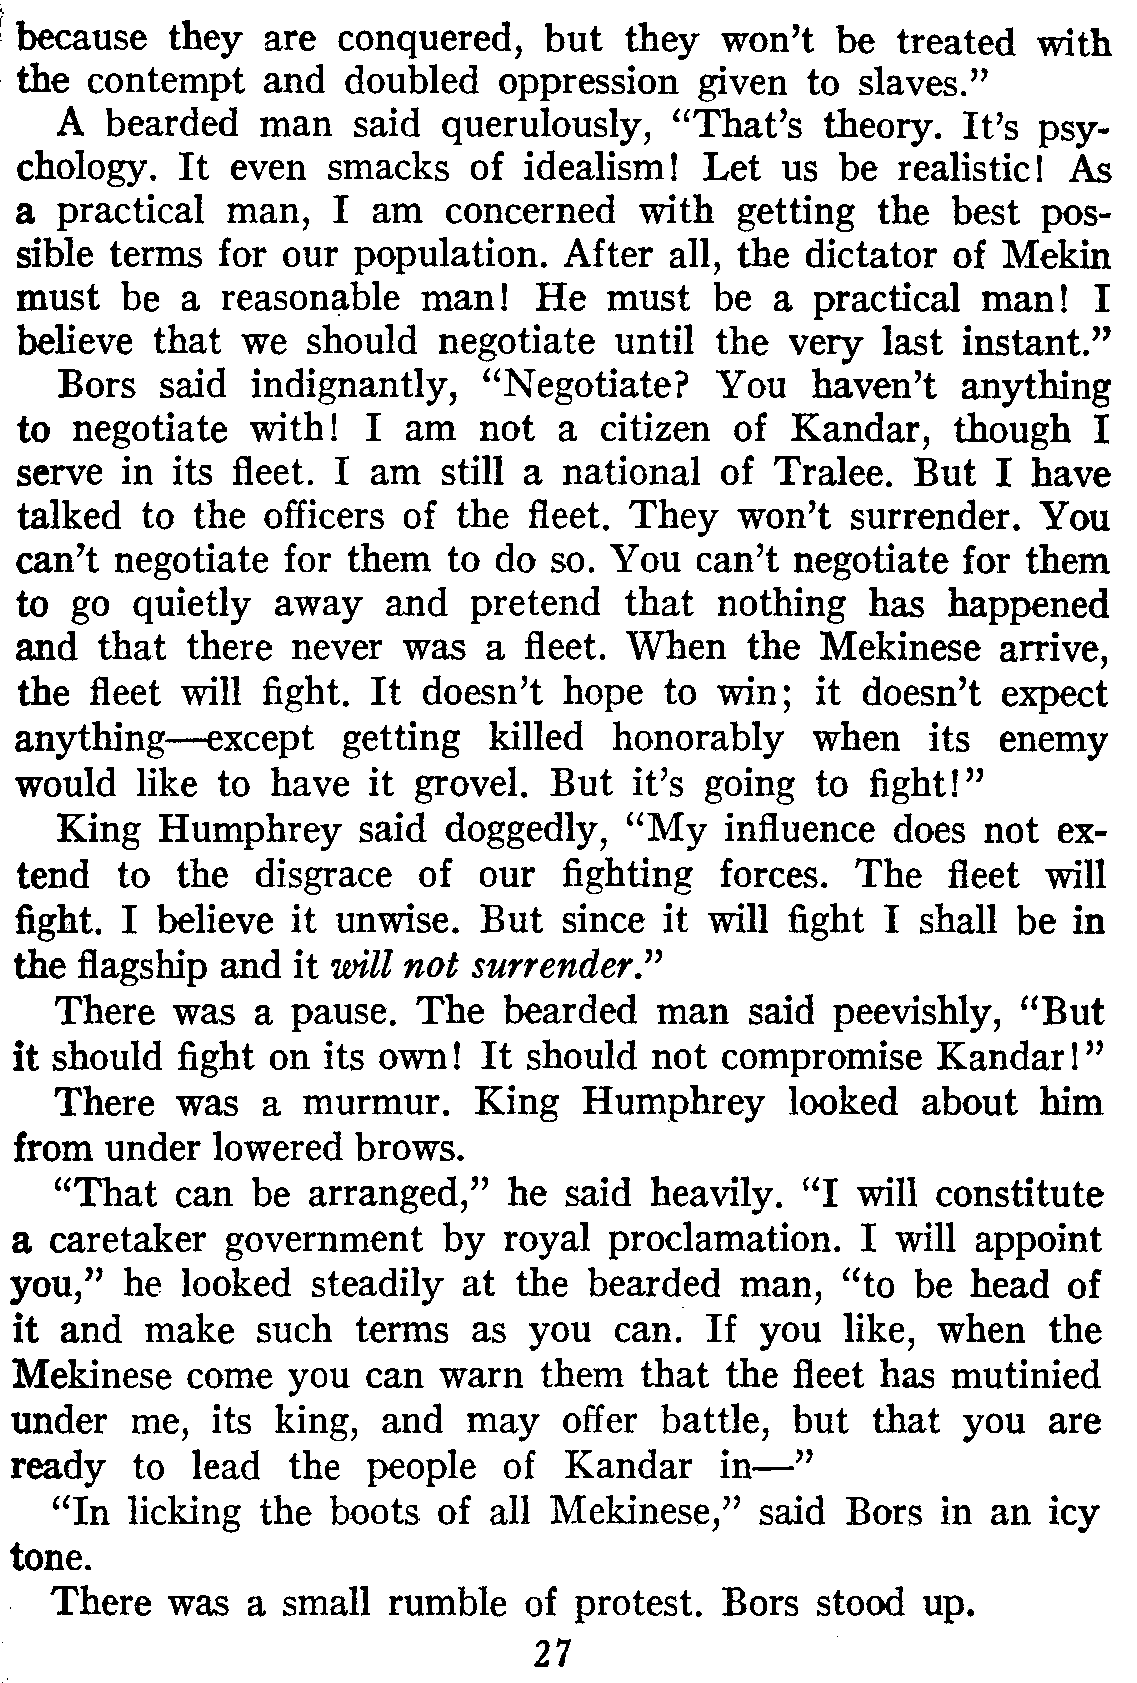 because they are conquered, but they won't be treated with
the contempt and doubled oppression given to slaves."
A bearded man said querulously, "That's theory. It's psy-
chology. It even smacks of idealism! Let us be realistic! As
a practical man, I am concerned with getting the best pos-
sible terms for our population. After all, the dictator of Mekin
must be a reasonable man! He must be a practical man! I
believe that we should negotiate until the very last instant."
Bors said indignantly, "Negotiate? You haven't anything
to negotiate with! I am not a citizen of Kandar, though I
serve in its fleet. I am still a national of Tralee. But I have
talked to the officers of the fleet. They won't surrender. You
can't negotiate for them to do so. You can't negotiate for them
to go quietly away and pretend that nothing has happened
and that there never was a fleet. When the Mekinese arrive,
the fleet will fight. It doesn't hope to win; it doesn't expect
anything—except getting killed honorably when its enemy
would like to have it grovel. But it's going to fight!"
King Humphrey said doggedly, "My influence does not ex-
tend to the disgrace of our fighting forces. The fleet will
fight. I believe it unwise. But since it will fight I shall be in
the flagship and it will not surrender."
There was a pause. The bearded man said peevishly, "But
it should fight on its own! It should not compromise Kandar!"
There was a murmur. King Humphrey looked about him
from under lowered brows.
"That can be arranged," he said heavily. "I will constitute
a caretaker government by royal proclamation. I will appoint
you," he looked steadily at the bearded man, "to be head of
it and make such terms as you can. If you like, when the
Mekinese come you can warn them that the fleet has mutinied
under me, its king, and may offer battle, but that you are
ready to lead the people of Kandar in—"
"In licking the boots of all Mekinese," said Bors in an icy
tone.
There was a small rumble of protest. Bors stood up.
27